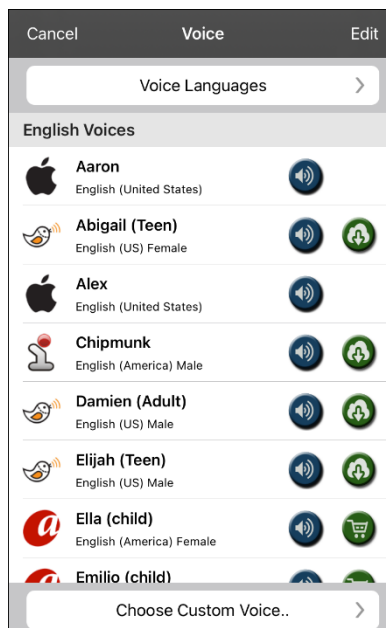 Cancel Voice Edit
Voice Languages
English Voices
Aaron
English (United States)
Abigail (Teen)
English (US) Female
Alex
English (United States)
Chipmunk
English (America) Male
Damien (Adult)
English (US) Male
Elijah (Teen)
English (US) Male
Ella (child)
English (America) Female
Emilio (child)
Choose Custom Voice..